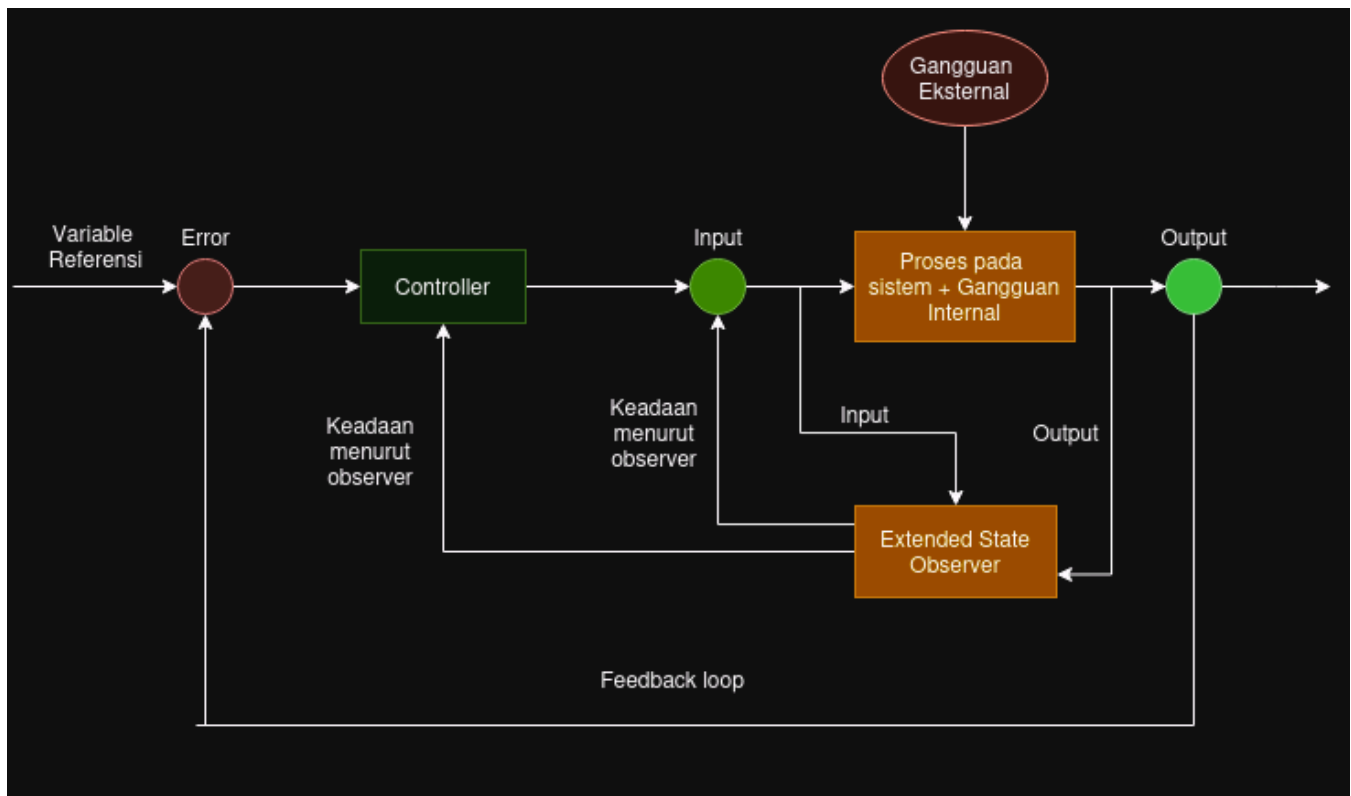 Gangguan
Eksternal
Variable
Referensi
Error
Controller
Input
Proses pada
sistem + Gangguan
Internal
Output
Keadaan
menurut
observer
Keadaan
menurut
observer
Input
Output
Extended State
Observer
Feedback loop